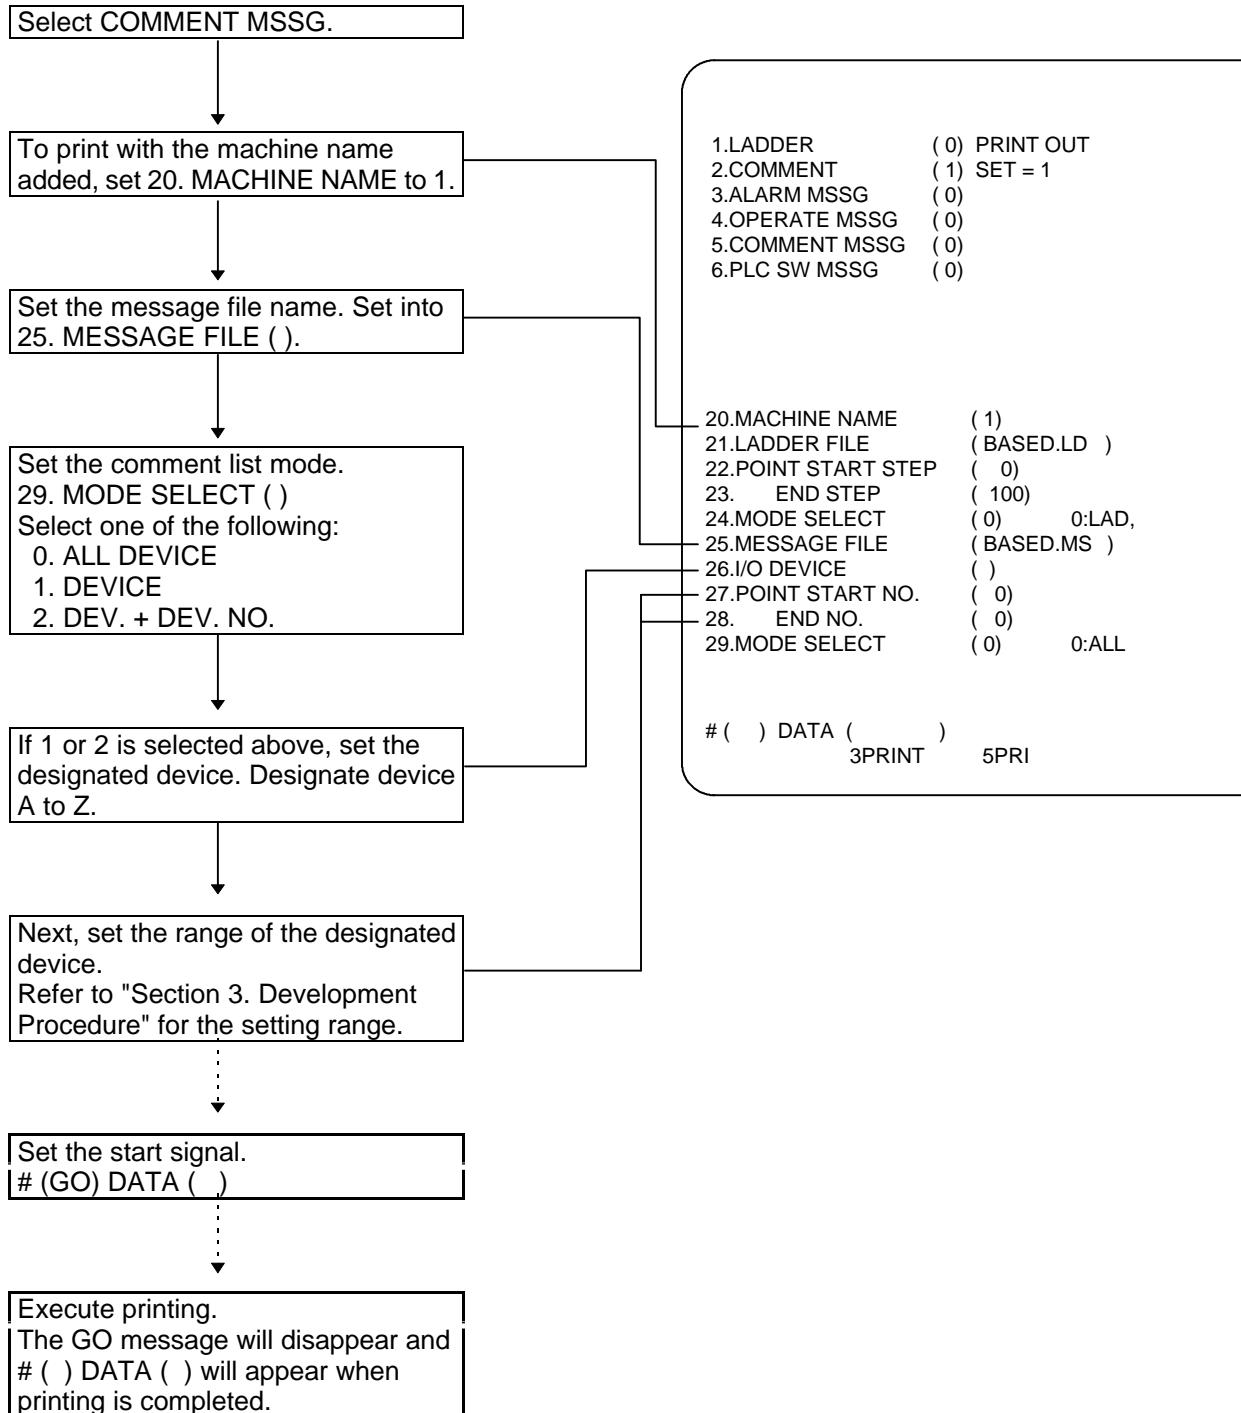 Select COMMENT MSSG.
To print with the machine name
added, set 20. MACHINE NAME to 1.
Set the message file name. Set into
25. MESSAGE FILE ( ).
Set the comment list mode.
29. MODE SELECT ( )
Select one of the following:
0. ALL DEVICE
1. DEVICE
2. DEV. + DEV. NO.
If 1 or 2 is selected above, set the
designated device. Designate device
A to Z.
Next, set the range of the designated
device.
Refer to "Section 3. Development
Procedure" for the setting range.
Set the start signal.
# (GO) DATA (   )
Execute printing.
The GO message will disappear and
# (  ) DATA (  ) will appear when
printing is completed.
1.LADDER ( 0) PRINT OUT
2.COMMENT ( 1) SET = 1
3.ALARM MSSG ( 0)
4.OPERATE MSSG ( 0)
5.COMMENT MSSG ( 0)
6.PLC SW MSSG ( 0)
20.MACHINE NAME ( 1)
21.LADDER FILE ( BASED.LD   )
22.POINT START STEP (   0)
23. END STEP (  100)
24.MODE SELECT ( 0) 0:LAD,
25.MESSAGE FILE ( BASED.MS   )
26.I/O DEVICE (  )
27.POINT START NO. (   0)
28. END NO. (   0)
29.MODE SELECT ( 0) 0:ALL
# (    ) DATA (          )
3PRINT 5PRI